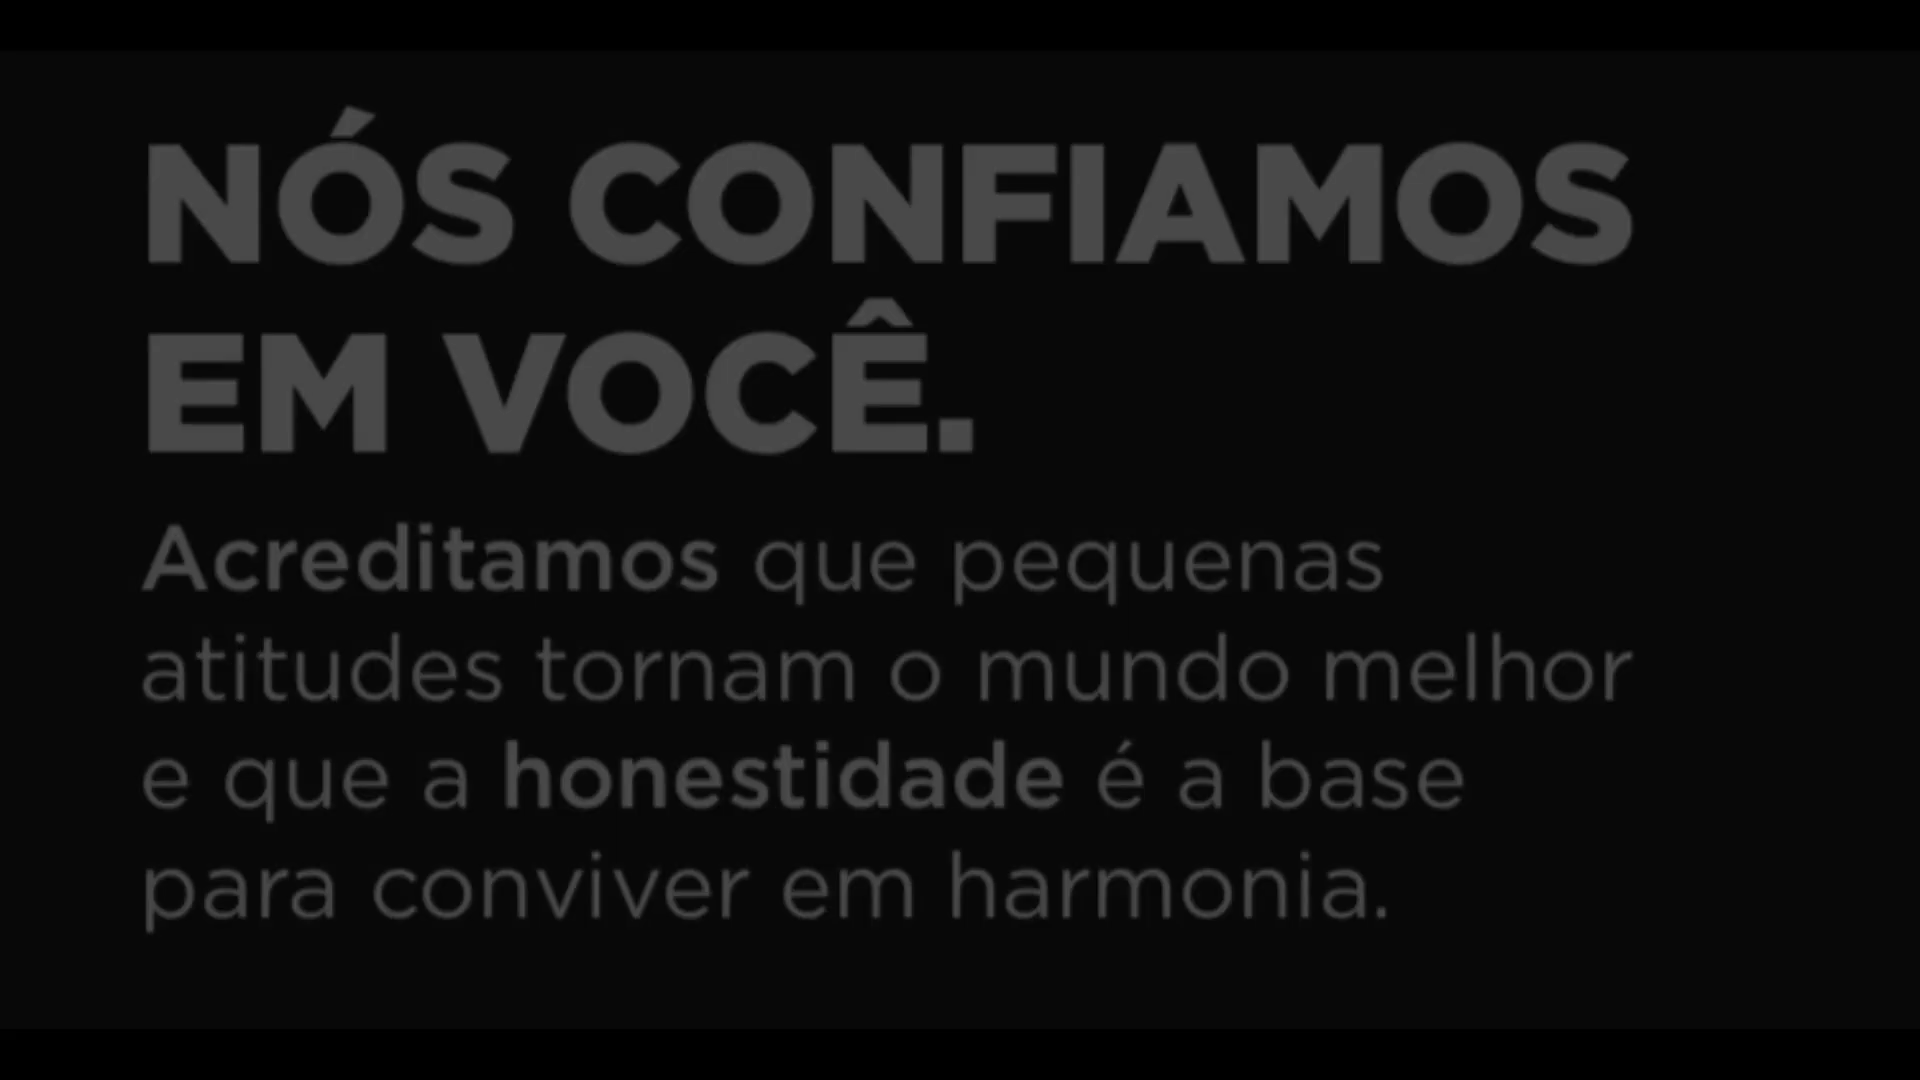 NÓS CONFIAMOS
EM VOCÊ.
Acreditamos que pequenas
atitudes tornam o mundo melhor
e que a honestidade é a base
para conviver em harmonia.